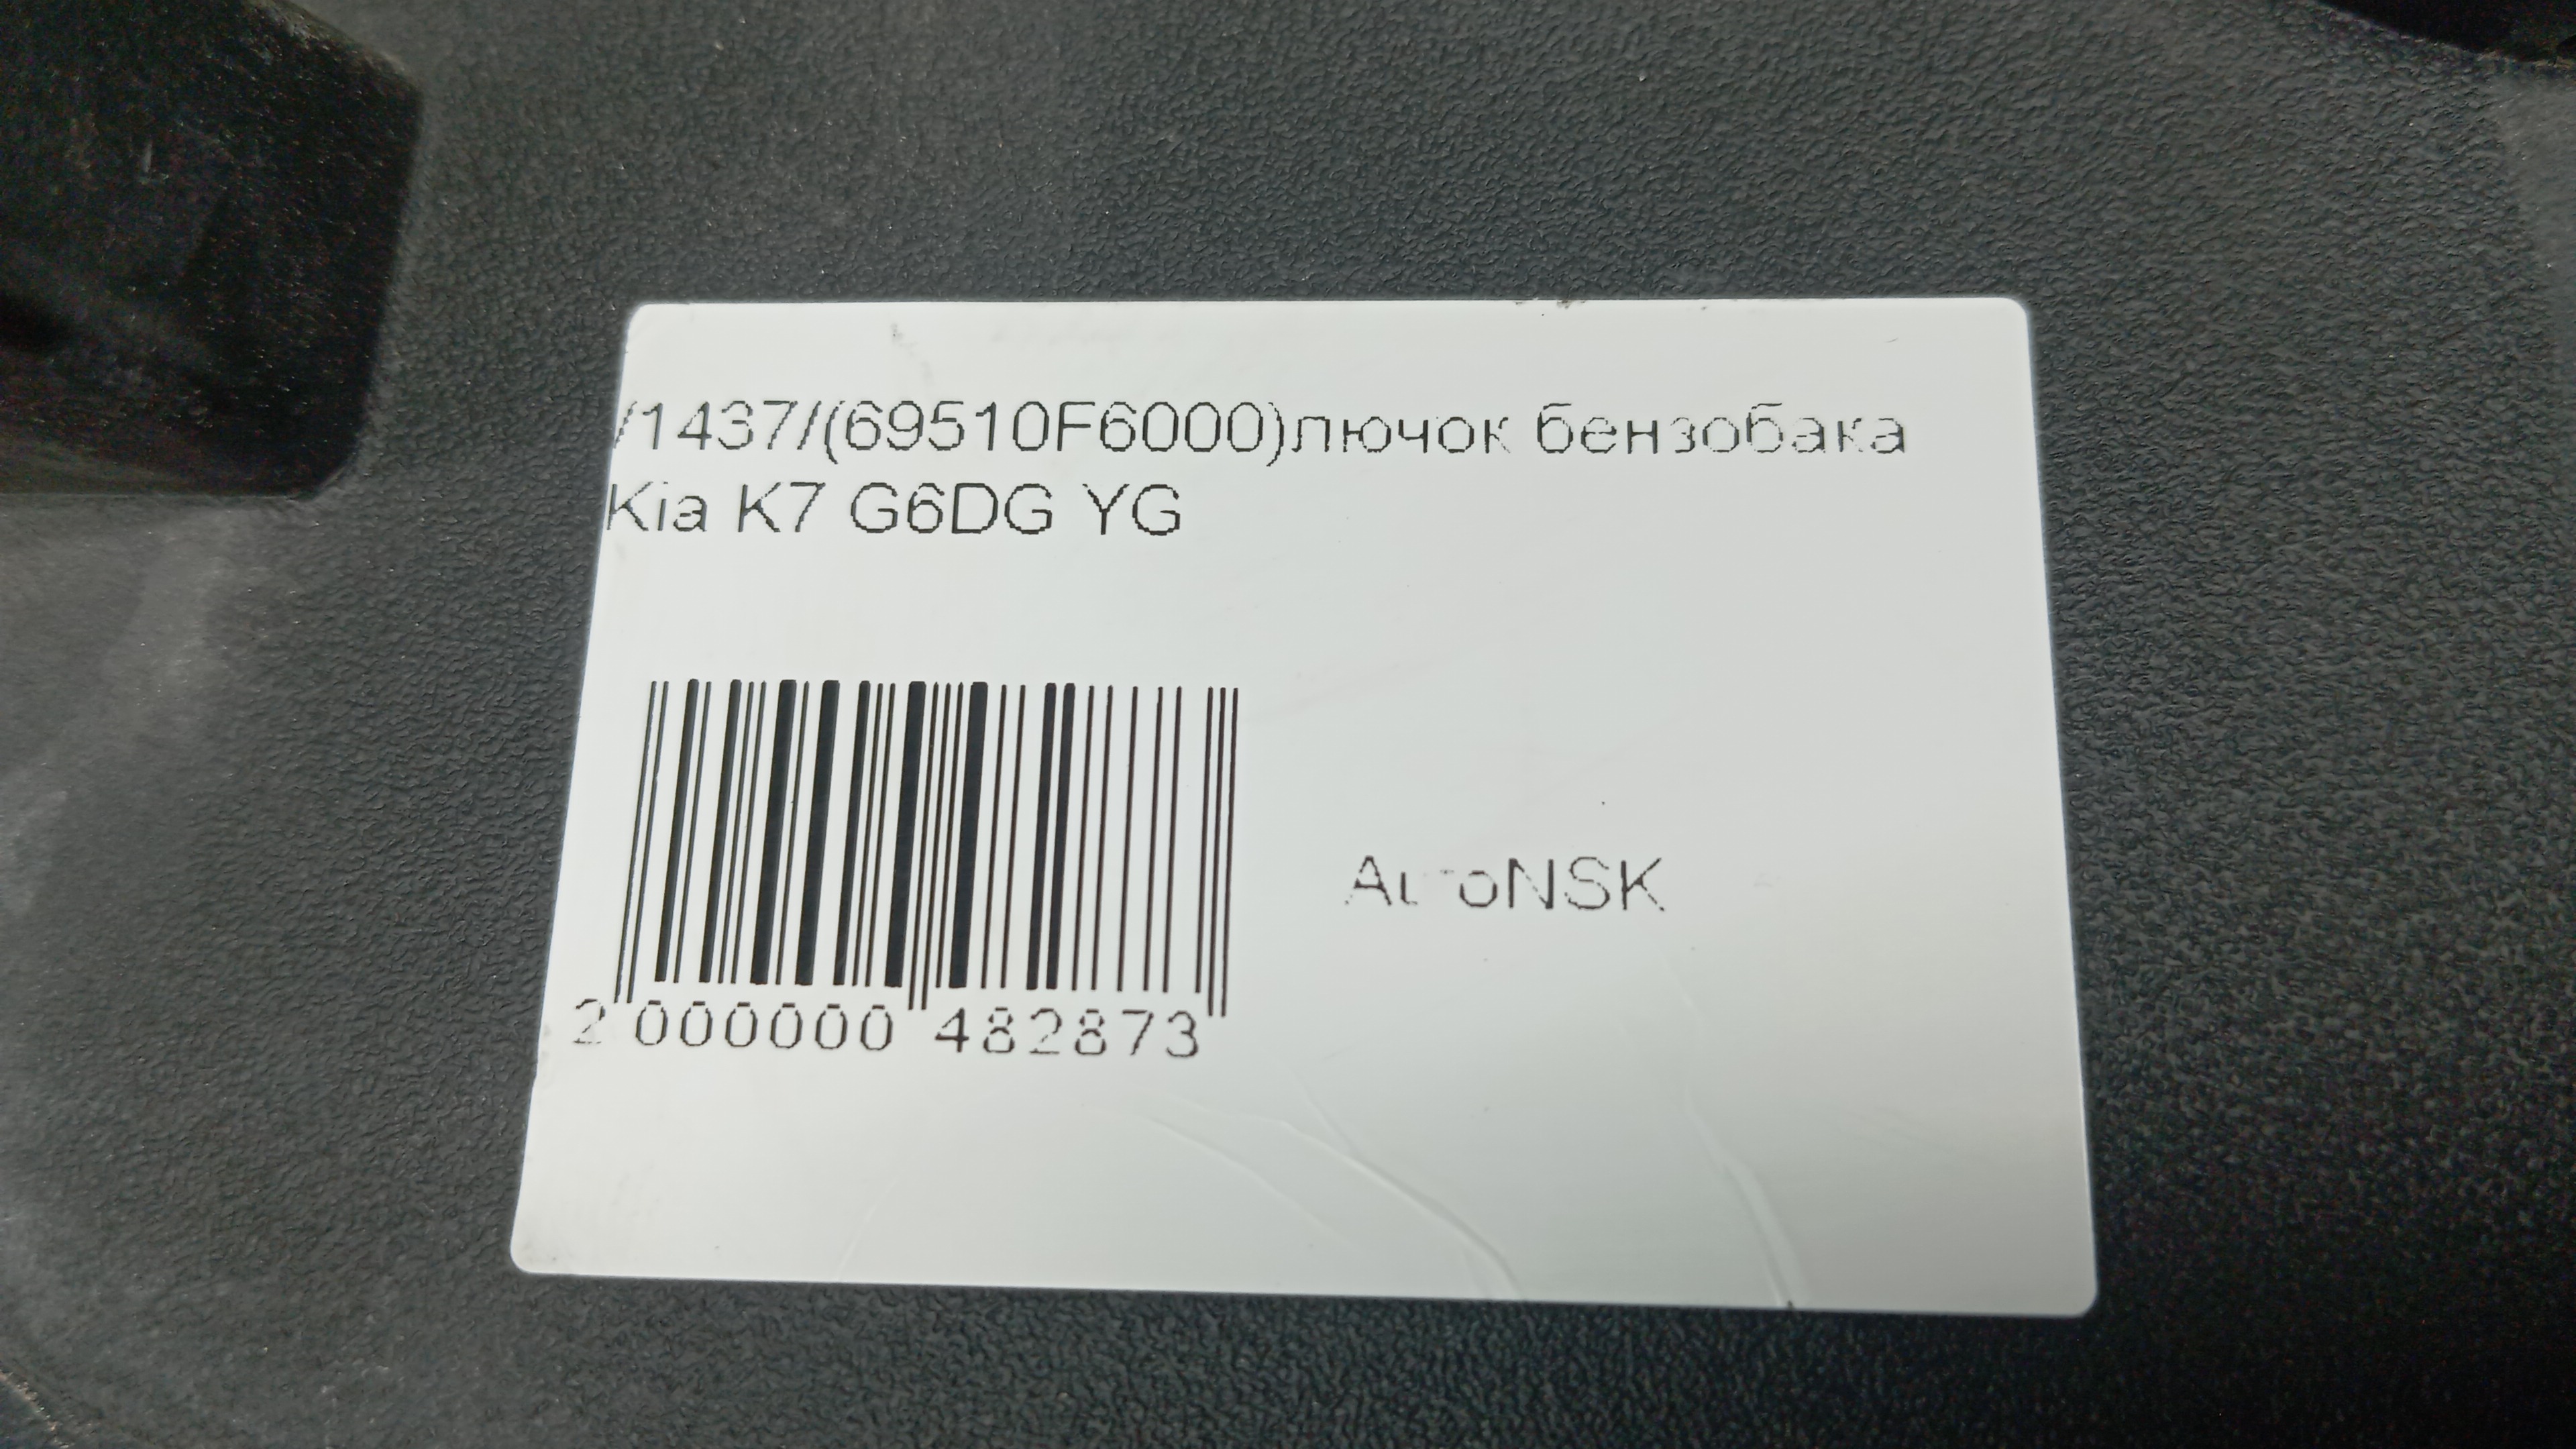 /1437/(69510F6000)лючок бензобака
Kia K7 G6DG YG
AutoNSK
2 000000 482873